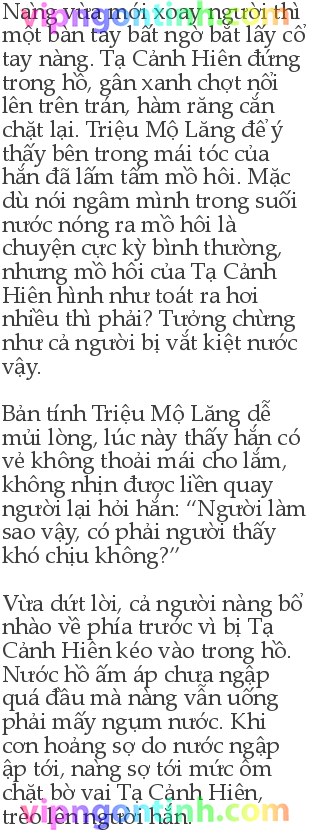 Nàng vừa mới xoay người thì
một bàn tay bất ngờ bắt lấy cổ
tay nàng. Tạ Cảnh Hiên đứng
trong hồ, gân xanh chợt nổi
lên trên trán, hàm răng cắn
chặt lại. Triệu Mộ Lăng để ý
thấy bên trong mái tóc của
hắn đã lấm tấm mồ hôi. Mặc
dù nói ngâm mình trong suối
nước nóng ra mồ hôi là
chuyện cực kỳ bình thường,
nhưng mồ hôi của Tạ Cảnh
Hiên hình như toát ra hơi
nhiều thì phải? Tưởng chừng
như cả người bị vắt kiệt nước
vậy.
Bản tính Triệu Mộ Lăng dễ
mủi lòng, lúc này thấy hắn có
vẻ không thoải mái cho lắm,
không nhịn được liền quay
người lại hỏi hắn: “Người làm
sao vậy, có phải người thấy
khó chịu không?”
Vừa dứt lời, cả người nàng bổ
nhào về phía trước vì bị Tạ
Cảnh Hiên kéo vào trong hồ.
Nước hồ ấm áp chưa ngập
quá đầu mà nàng vẫn uống
phải mấy ngụm nước. Khi
cơn hoảng sợ do nước ngập
ập tới, nàng sợ tới mức ôm
chặt bờ vai Tạ Cảnh Hiên,
trèo lên người hắn.
vipngontinh.com
vipngontinh.com